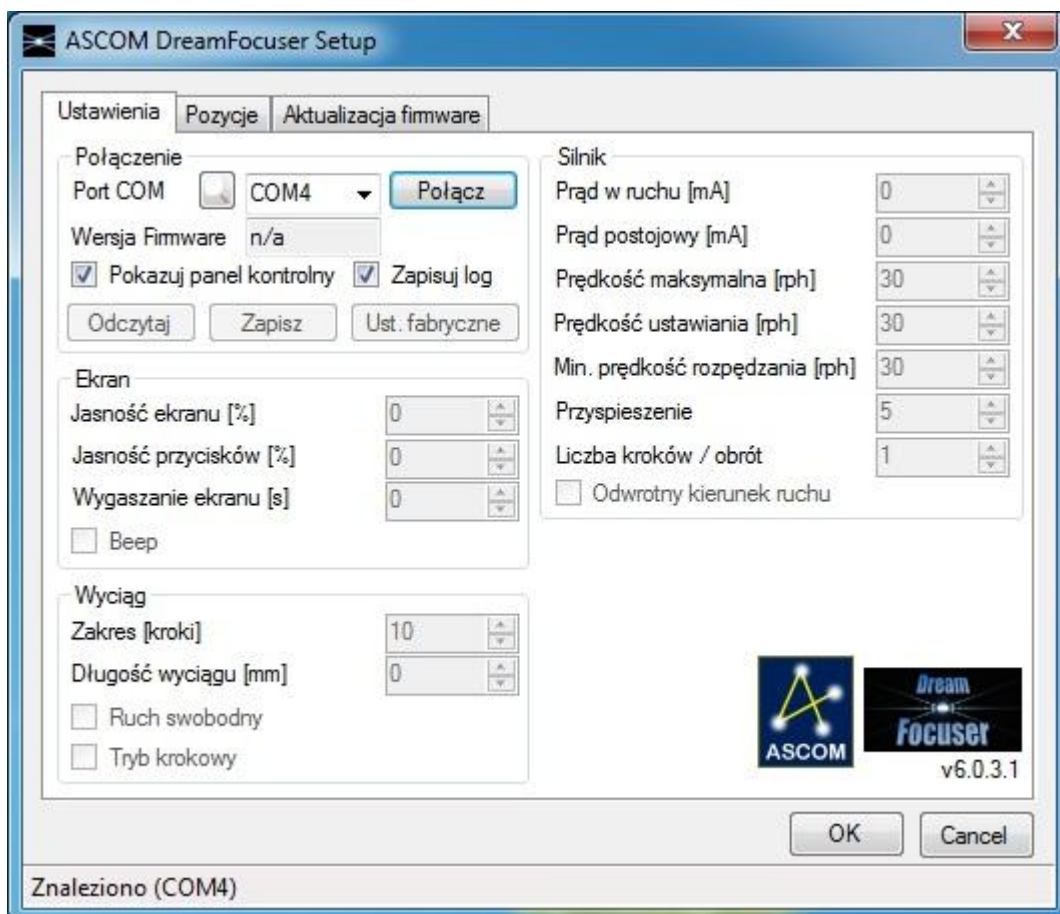 ASCOM DreamFocuser Setup
Ustawienia Pozycje Aktualizacja firmware
Połączenie
Port COM COM4 Połącz
Wersja Firmware n/a
Pokazuj panel kontrolny Zapisuj log
Odczytaj Zapisz Ust. fabryczne
Ekran
Jasność ekranu [%] 0
Jasność przycisków [%] 0
Wygaszanie ekranu [s] 0
Beep
Wyciąg
Zakres [kroki] 10
Długość wyciągu [mm] 0
Ruch swobodny
Tryb krokowy
Silnik
Prąd w ruchu [mA] 0
Prąd postojowy [mA] 0
Prędkość maksymalna [rph] 30
Prędkość ustawiania [rph] 30
Min. prędkość rozpędzania [rph] 30
Przyspieszenie 5
Liczba kroków / obrót 1
Odwrotny kierunek ruchu
ASCOM
Dream
Focuser
v6.0.3.1
OK Cancel
Znaleziono (COM4)